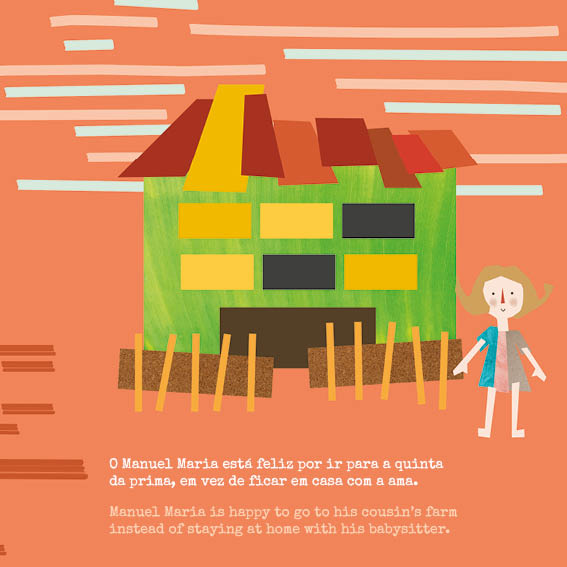 O Manuel Maria está feliz por ir para a quinta
da prima, em vez de ficar em casa com a ama.
Manuel Maria is happy to go to his cousin's farm
instead of staying at home with his babysitter.